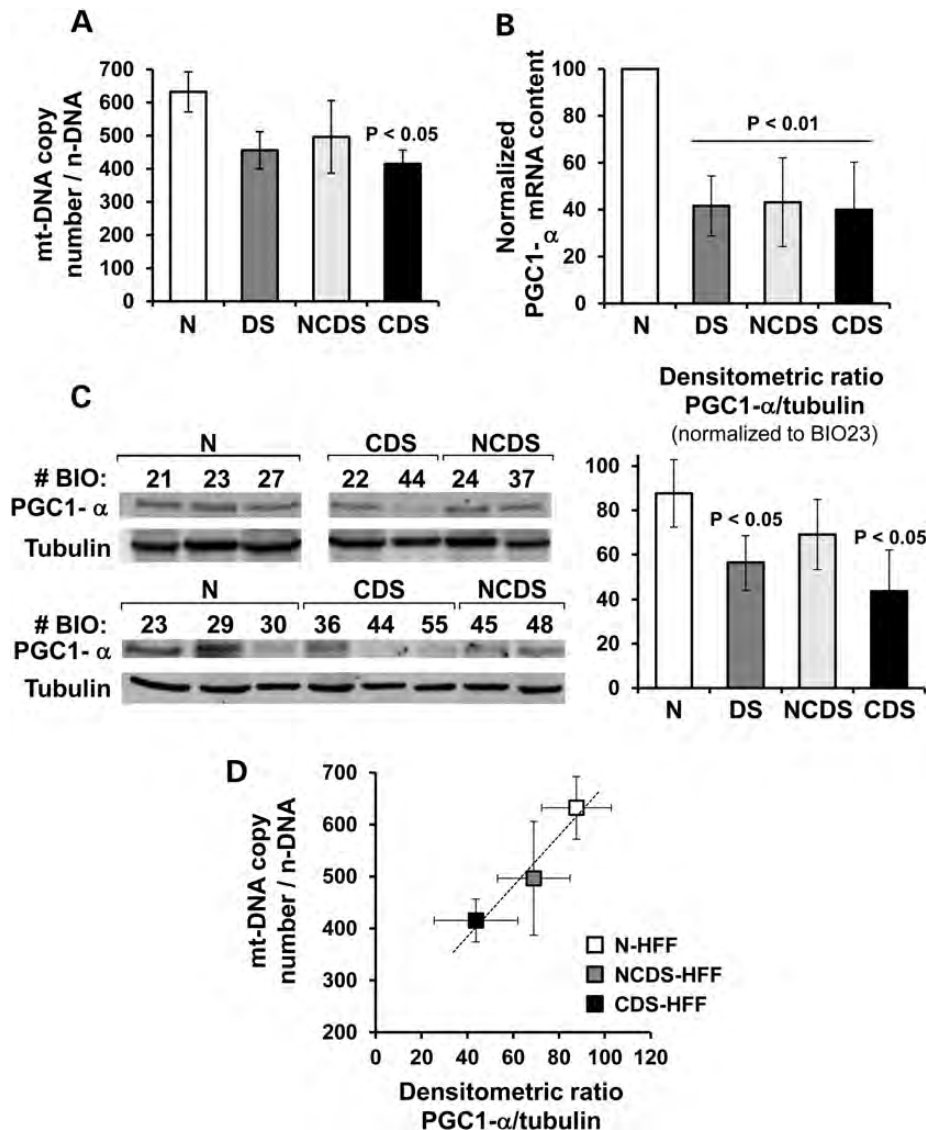 A
mt-DNA copy
number / n-DNA
700
600
500
400
300
200
100
0
P < 0.05
N DS NCDS CDS
B
Normalized
PGC1- α mRNA content
100
80
60
40
20
0
P < 0.01
N DS NCDS CDS
C
N CDS NCDS
# BIO: 21 23 27 22 44 24 37
PGC1- α
Tubulin
N CDS NCDS
# BIO: 23 29 30 36 44 55 45 48
PGC1- α
Tubulin
Densitometric ratio
PGC1-α/tubulin
(normalized to BIO23)
100
80
60
40
20
0
P < 0.05
P < 0.05
N DS NCDS CDS
D
mt-DNA copy
number / n-DNA
700
600
500
400
300
200
N-HFF
NCDS-HFF
CDS-HFF
0 20 40 60 80 100 120
Densitometric ratio
PGC1-α/tubulin